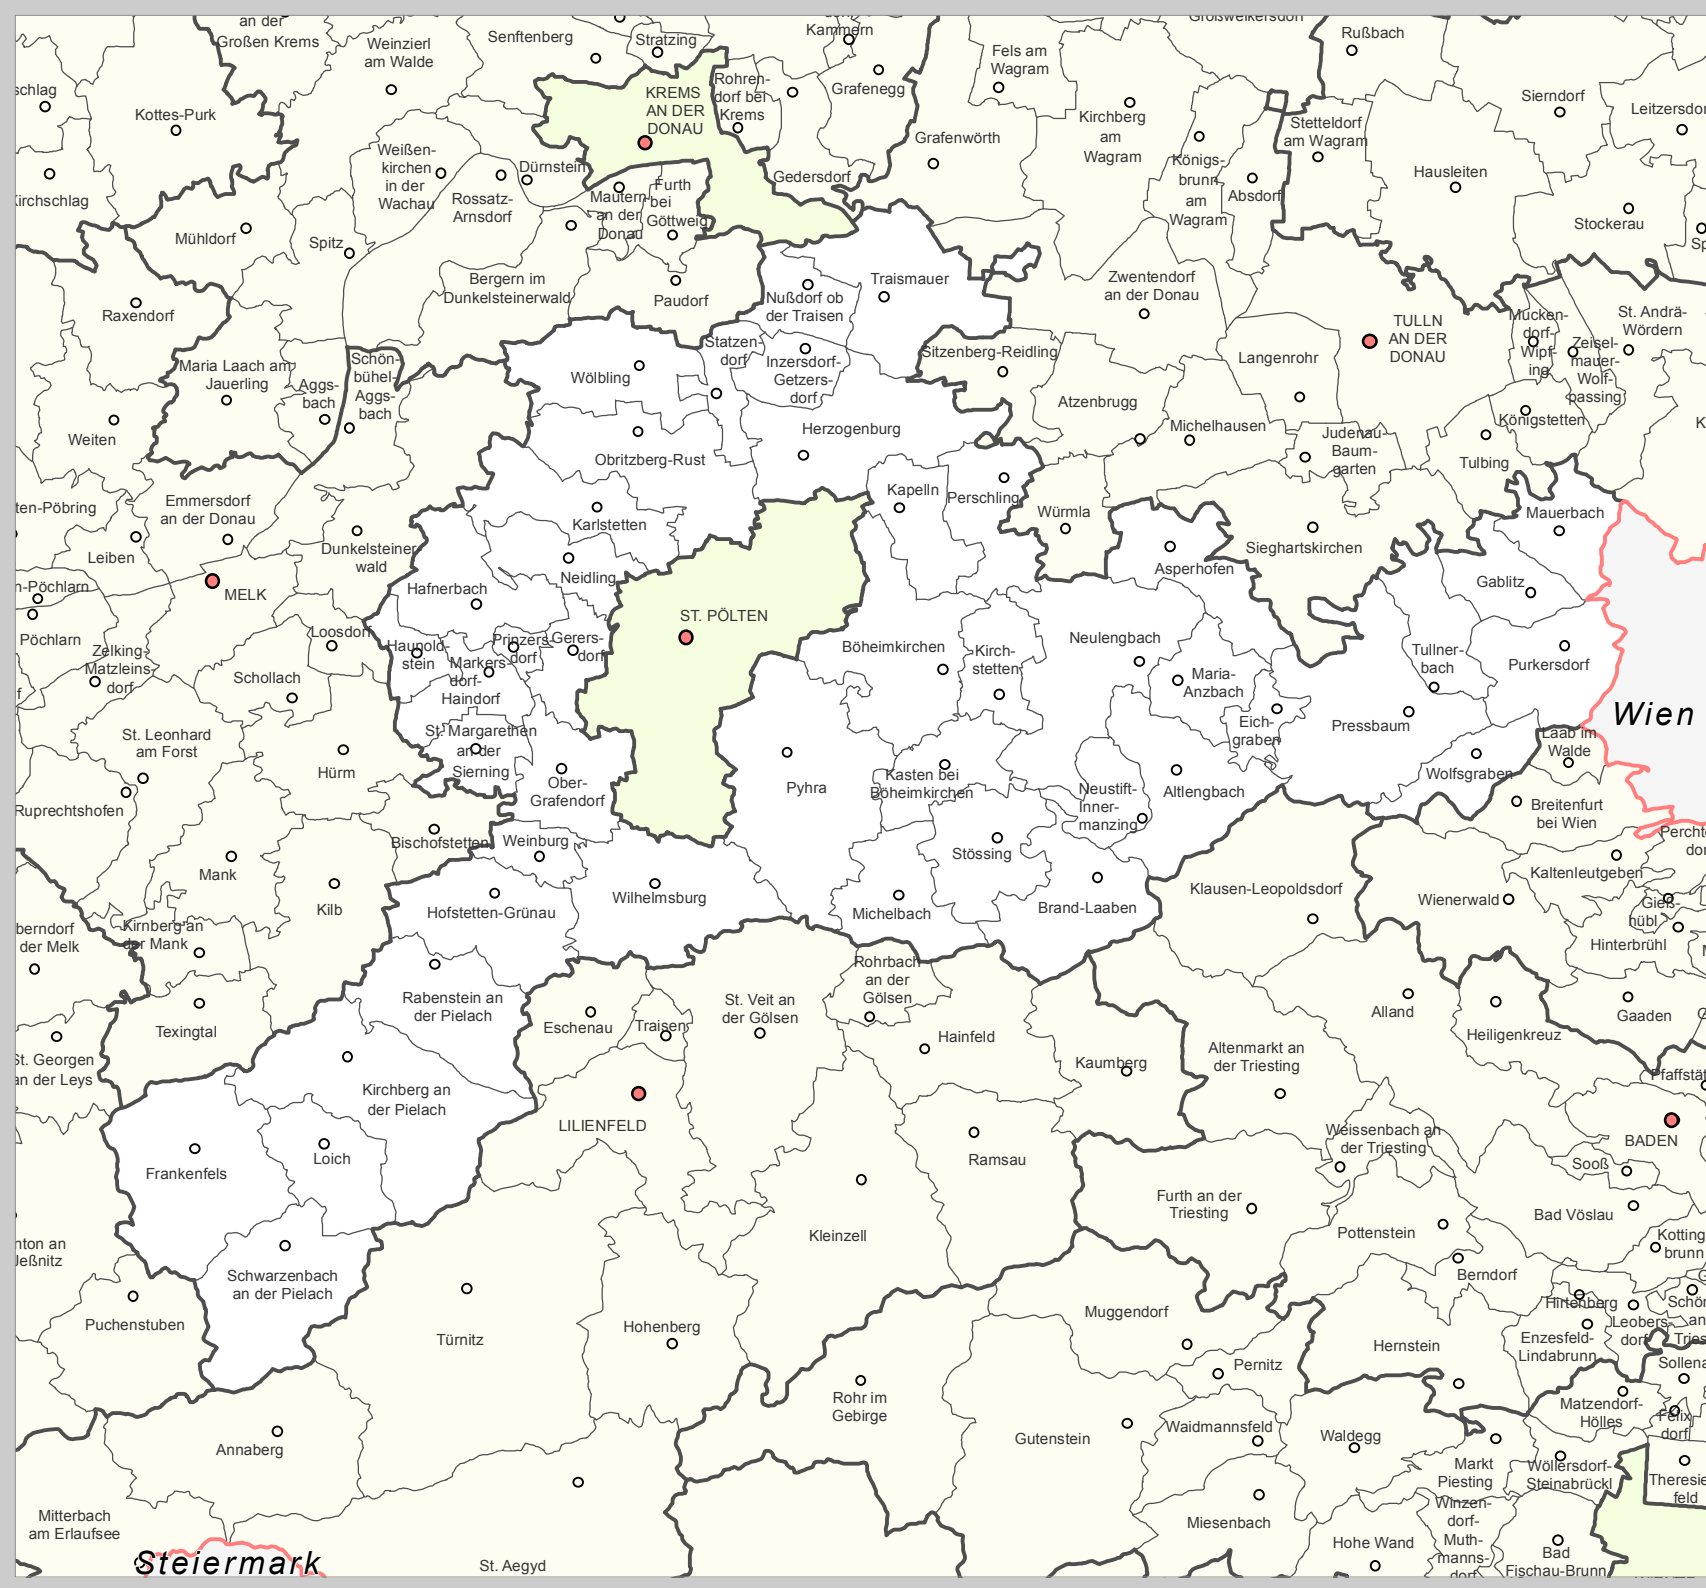 an der
Großen Krems
Weinzierl
am Walde
Senftenberg
Stratzing
Kammern
Großweikersdorf
Rußbach
Fels am
Wagram
Grafenegg
Rohren-
dorf bei
Krems
KREMS
AN DER
DONAU
Kottes-Purk
schlag
Kirchschlag
Weißen-
kirchen
in der
Wachau
Dürnstein
Rossatz-
Arnsdorf
Mautern
an der
Donau
Furth
bei
Göttweig
Gedersdorf
Grafenwörth
Kirchberg
am
Wagram
Königs-
brunn
am
Wagram
Absdorf
Stetteldorf
am Wagram
Sierndorf
Leitzersdorf
Hausleiten
Stockerau
Mühldorf
Spitz
Bergern im
Dunkelsteinerwald
Paudorf
Nußdorf ob
der Traisen
Traismauer
Zwentendorf
an der Donau
TULLN
AN DER
DONAU
Muckendorf-
Wipf-
ing
Zeisel-
mauer-
Wolf-
passing
St. Andrä-
Wördern
Raxendorf
Maria Laach am
Jauerling
Aggs-
bach
Schön-
bühel-
Aggs-
bach
Wölbling
Statzen-
dorf
Inzersdorf-
Getzers-
dorf
Sitzenberg-Reidling
Atzenbrugg
Langenrohr
Michelhausen
Judenau-
Baum-
garten
Königstetten
Tulbing
Weiten
Herzogenburg
Obritzberg-Rust
Karlstetten
Kapelln
Perschling
Würmla
Asperhofen
Sieghartskirchen
Mauerbach
Gablitz
ten-Pöbring
Emmersdorf
an der Donau
Leiben
Dunkelsteiner
wald
Neidling
Hafnerbach
MELK
n-Pöchlarn
Pöchlarn
Zelking-
Matzleins-
dorf
Loosdorf
Haunold-
stein
Prinzers-
dorf
Gerers-
dorf
Markers-
dorf-
Haindorf
ST. PÖLTEN
Böheimkirchen
Kirch-
stetten
Neulengbach
Maria-
Anzbach
Eich-
graben
Tullner-
bach
Purkersdorf
Pressbaum
Wien
Schollach
St. Leonhard
am Forst
Hürm
St. Margarethen
an der
Sierning
Ober-
Grafendorf
Pyhra
Kasten bei
Böheimkirchen
Neustift-
Inner-
manzing
Altlengbach
Wolfsgraben
Laab im
Walde
Breitenfurt
bei Wien
Ruprechtshofen
Bischofstetten
Weinburg
Stössing
Mank
Kilb
Hofstetten-Grünau
Wilhelmsburg
Michelbach
Brand-Laaben
Klausen-Leopoldsdorf
Wienerwald
Kaltenleutgeben
Gieß-
hübl
Hinterbrühl
berndorf
der Melk
Kirnberg an
der Mank
Texingtal
Rabenstein an
der Pielach
Eschenau
Traisen
St. Veit an
der Gölsen
Rohrbach
an der
Gölsen
Hainfeld
Kaumberg
Altenmarkt an
der Triesting
Alland
Heiligenkreuz
Gaaden
St. Georgen
an der Leys
Kirchberg an
der Pielach
LILIENFELD
Ramsau
Weissenbach an
der Triesting
BADEN
Sooß
Frankenfels
Loich
Kleinzell
Furth an der
Triesting
Pottenstein
Bad Vöslau
Berndorf
Schwarzenbach
an der Pielach
Puchenstuben
Türnitz
Hohenberg
Muggendorf
Hernstein
Hirtenberg
Enzesfeld-
Lindabrunn
Leobers-
dorf
Pernitz
Rohr im
Gebirge
Gutenstein
Waidmannsfeld
Waldegg
Matzendorf-
Hölles
Felix
dorf
Markt
Piesting
Wöllersdorf-
Steinabrückl
Annaberg
Mitterbach
am Erlaufsee
Steiermark
St. Aegyd
Miesenbach
Hohe Wand
Winzen-
dorf-
Muth-
manns-
dorf
Bad
Fischau-Brunn